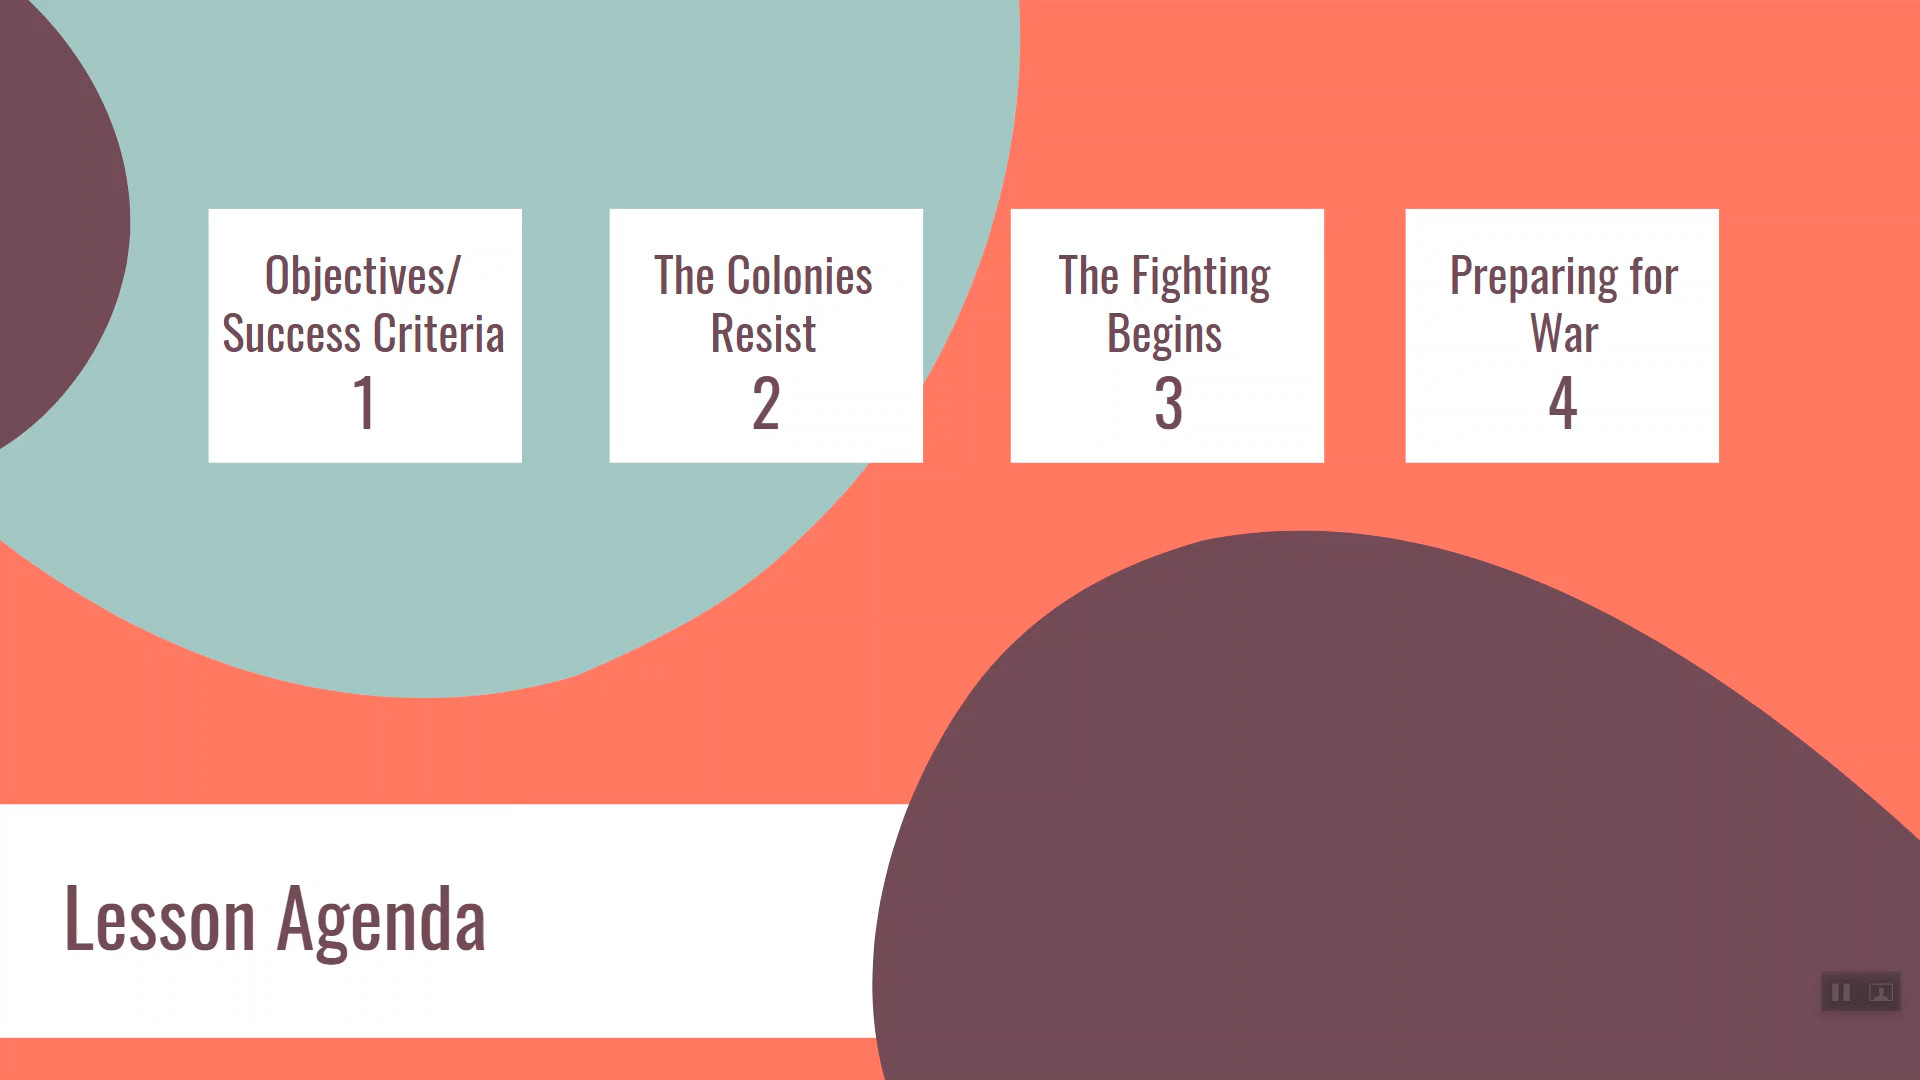 Objectives/
Success Criteria
1
The Colonies
Resist
2
The Fighting
Begins
3
Preparing for
War
4
Lesson Agenda